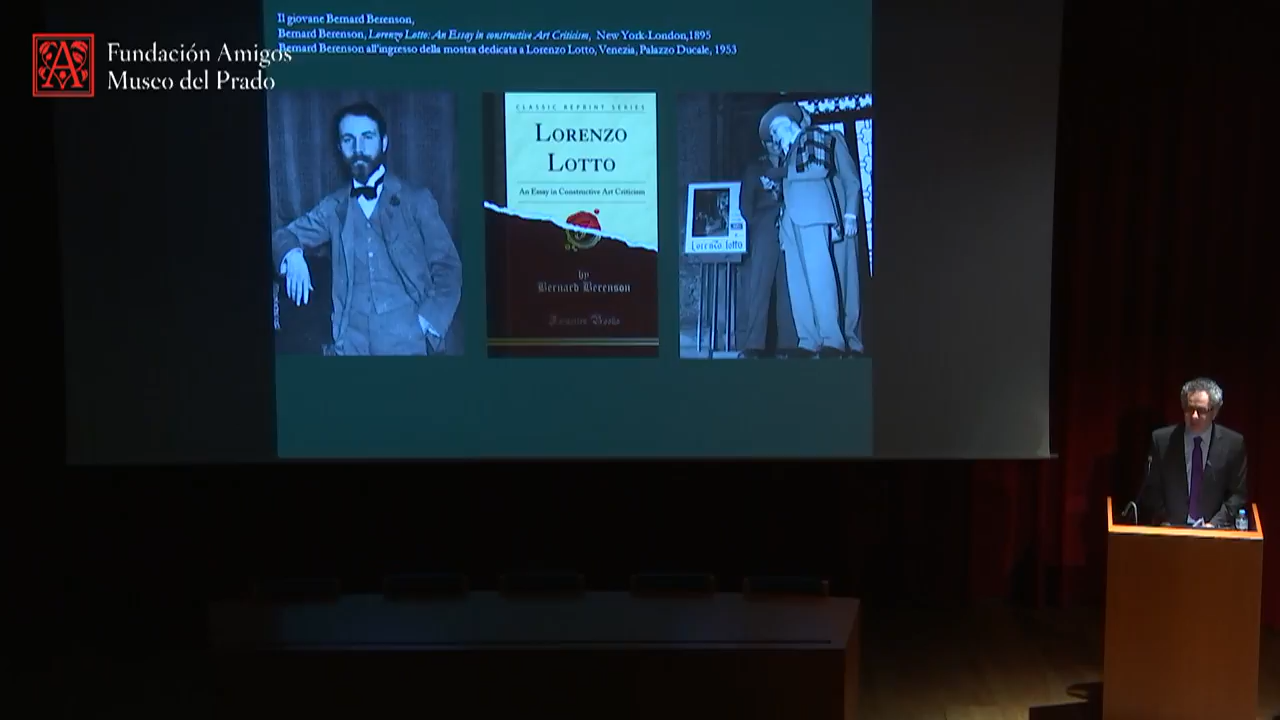 Il giovane Bernard Berenson,
Bernard Berenson, Lorenzo Lotto: An Essay in constructive Art Criticism, New York-London,1895
Bernard Berenson all'ingresso della mostra dedicata a Lorenzo Lotto, Venezia, Palazzo Ducale, 1953
Fundación Amigos
Museo del Prado
CLASSIC REPRINT SERIES
LORENZO
LOTTO
An Essay in Constructive Art Criticism
by
Bernard Berenson
Lorenzo lotto